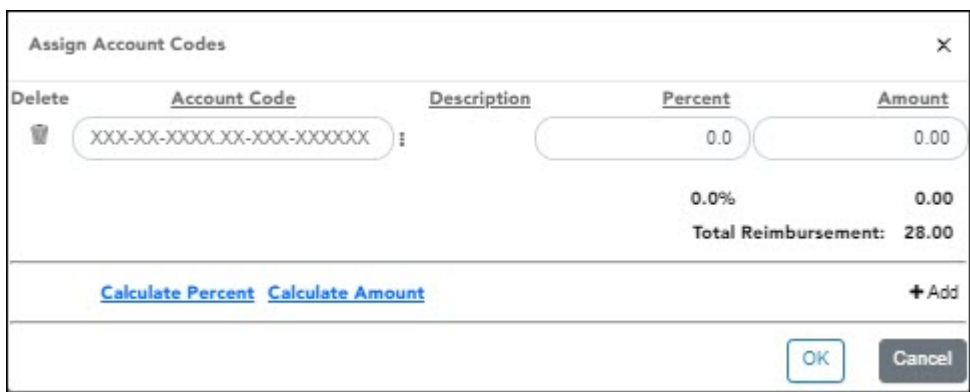 Assign Account Codes ×
Delete Account Code Description Percent Amount
XXX-XX-XXXX.XX-XXX-XXXXXX 0.0 0.00
0.0% 0.00
Total Reimbursement: 28.00
Calculate Percent Calculate Amount +Add
OK Cancel